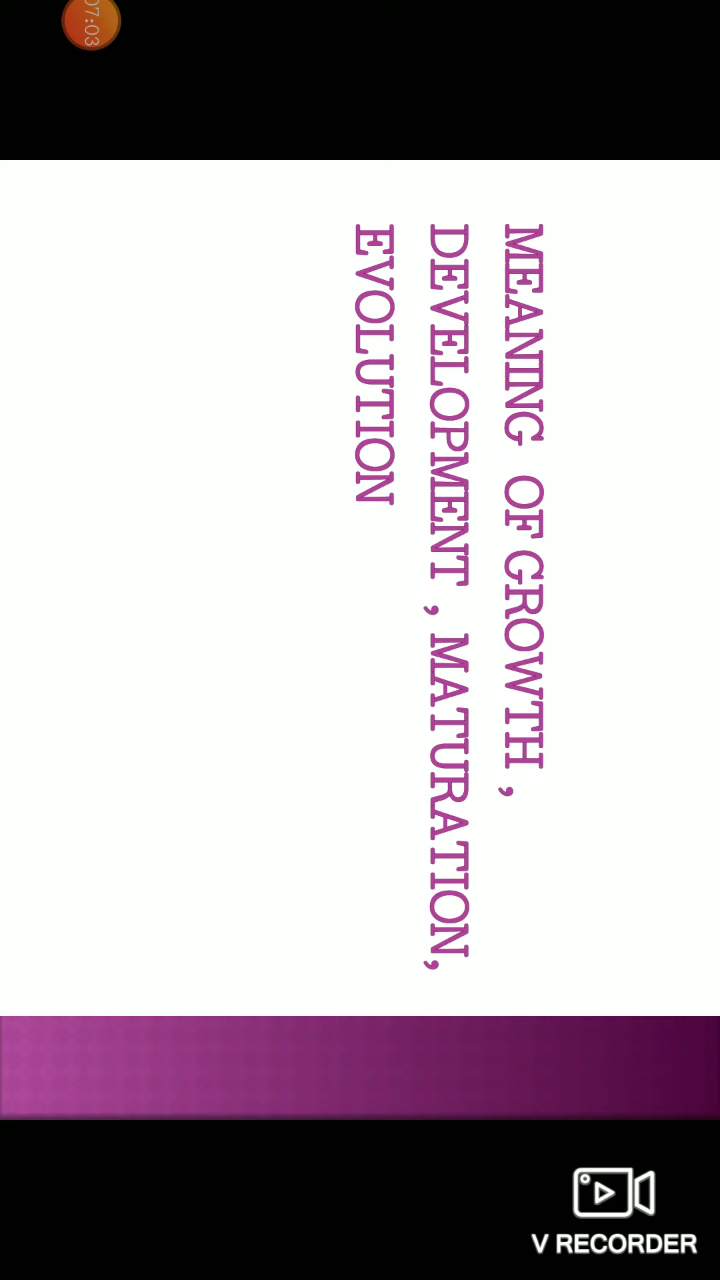 07:03
MEANING OF GROWTH ,
DEVELOPMENT , MATURATION,
EVOLUTION
V RECORDER